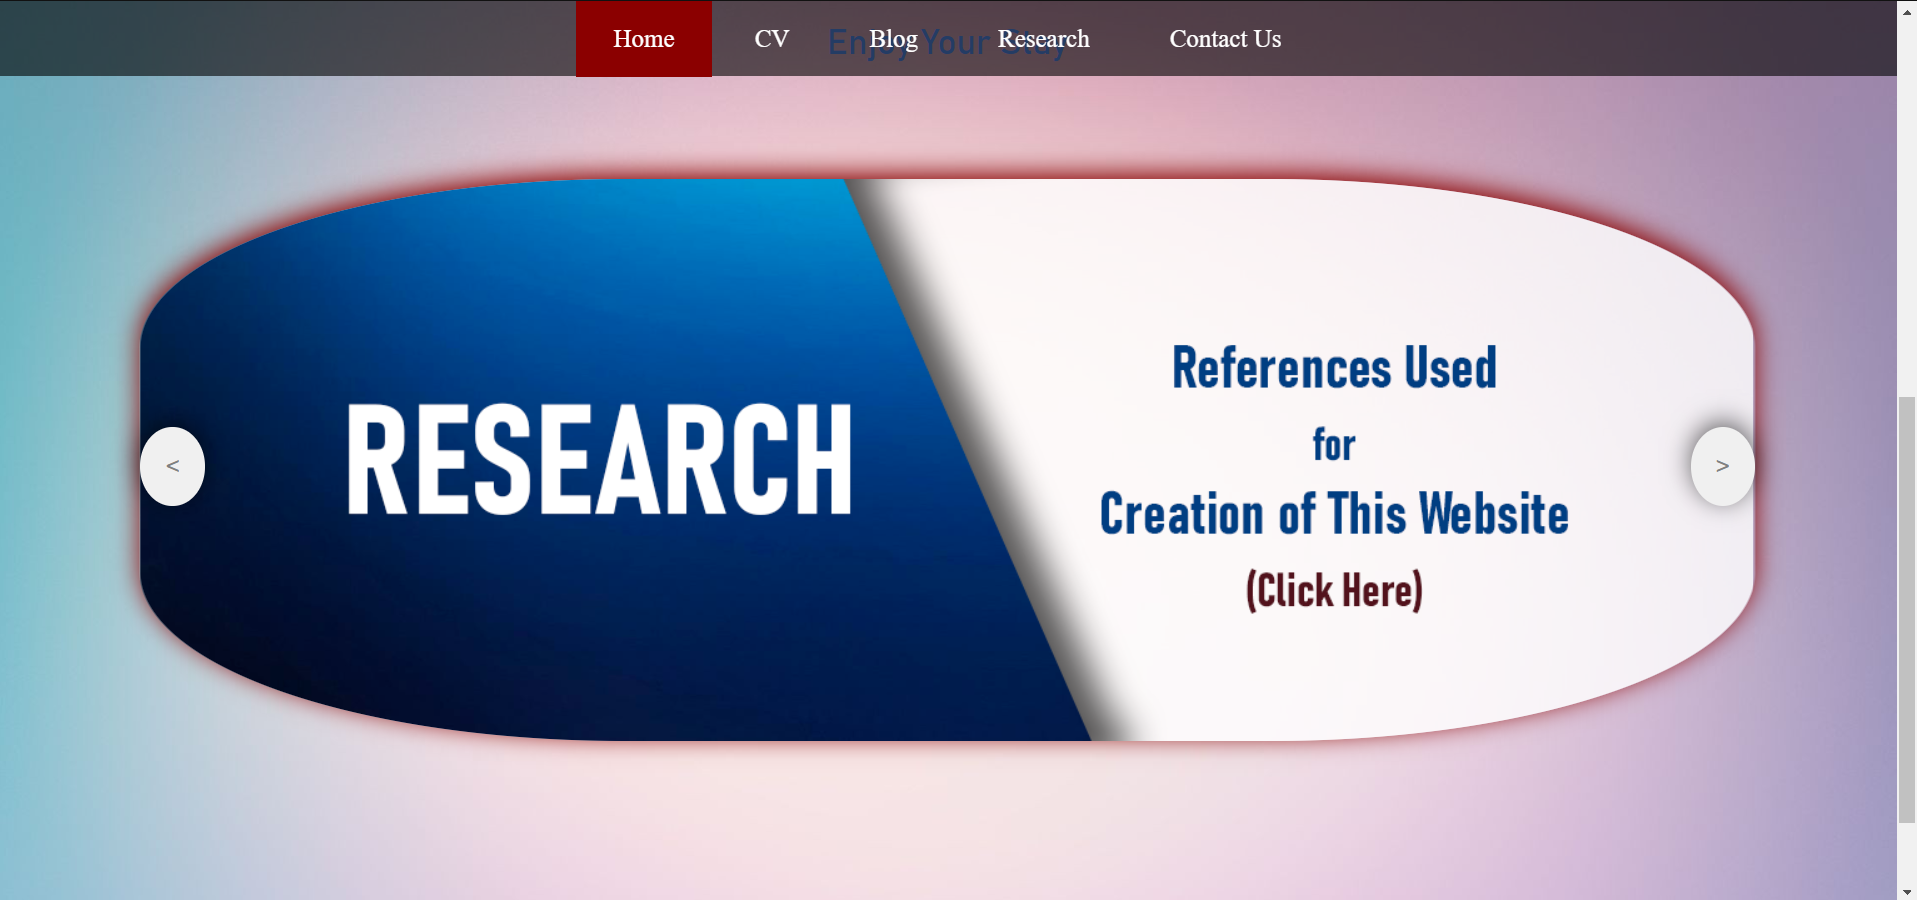 Home CV Blog Research Contact Us
Enjoy Your Stay
RESEARCH
References Used
for
Creation of This Website
(Click Here)
< >